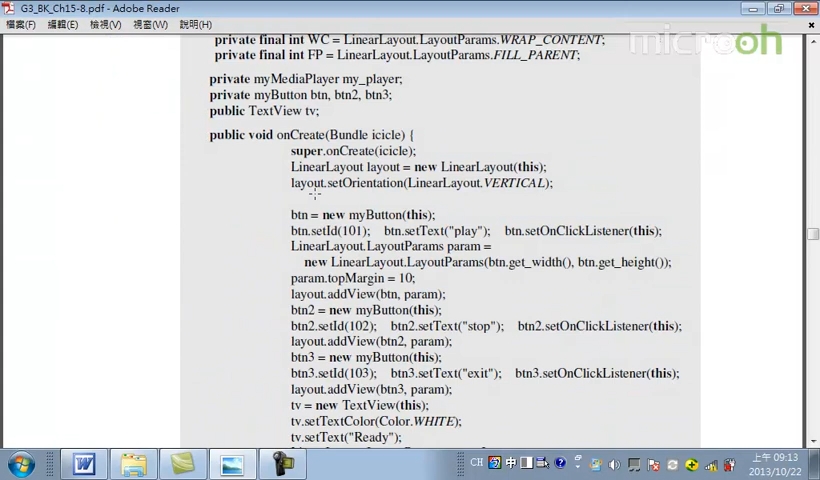 G3_BK_Ch15-8.pdf - Adobe Reader
檔案(F) 編輯(E) 檢視(V) 視窗(W) 說明(H)
microoh
private final int WC = LinearLayout.LayoutParams.WRAP_CONTENT;
private final int FP = LinearLayout.LayoutParams.FILL_PARENT;
private myMediaPlayer my_player;
private myButton btn, btn2, btn3;
public TextView tv;
public void onCreate(Bundle icicle) {
super.onCreate(icicle);
LinearLayout layout = new LinearLayout(this);
layout.setOrientation(LinearLayout.VERTICAL);
btn = new myButton(this);
btn.setId(101); btn.setText("play"); btn.setOnClickListener(this);
LinearLayout.LayoutParams param =
new LinearLayout.LayoutParams(btn.get_width(), btn.get_height());
param.topMargin = 10;
layout.addView(btn, param);
btn2 = new myButton(this);
btn2.setId(102); btn2.setText("stop"); btn2.setOnClickListener(this);
layout.addView(btn2, param);
btn3 = new myButton(this);
btn3.setId(103); btn3.setText("exit"); btn3.setOnClickListener(this);
layout.addView(btn3, param);
tv = new TextView(this);
tv.setTextColor(Color.WHITE);
tv.setText("Ready");
CH 中
上午 09:13
2013/10/22